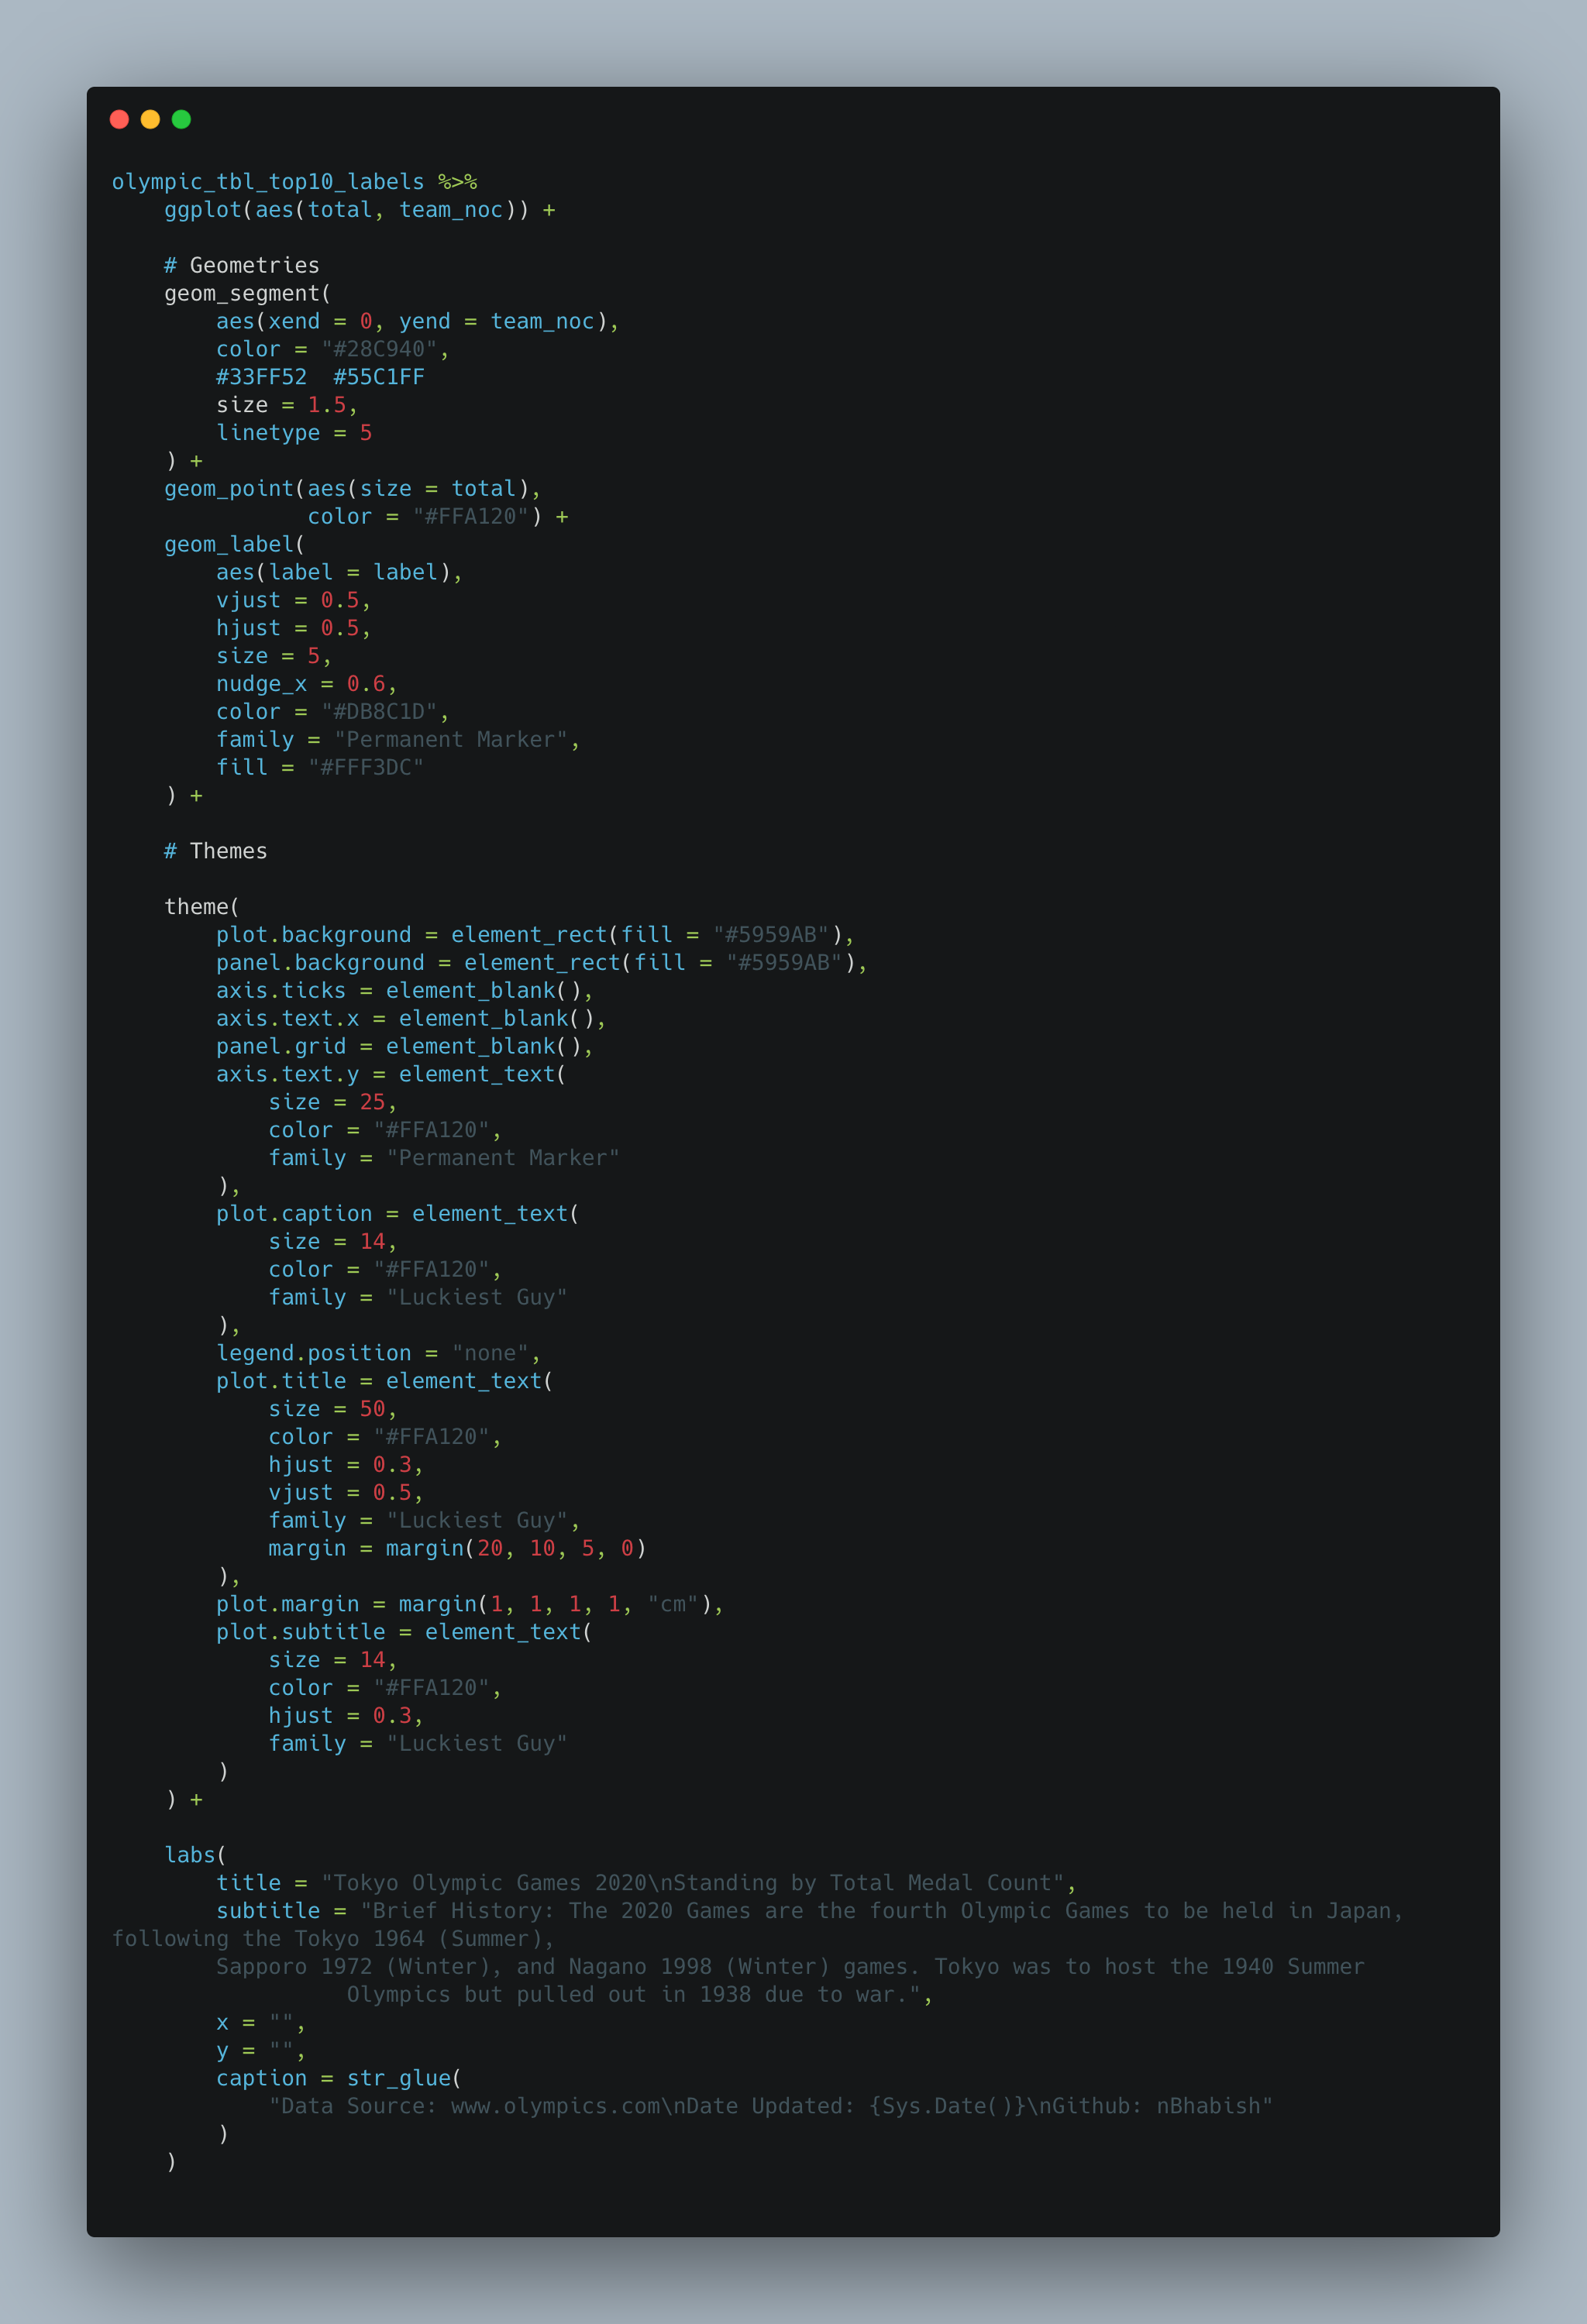 olympic_tbl_top10_labels %>%
    ggplot(aes(total, team_noc)) +

    # Geometries
    geom_segment(
        aes(xend = 0, yend = team_noc),
        color = "#28C940",
        #33FF52  #55C1FF
        size = 1.5,
        linetype = 5
    ) +
    geom_point(aes(size = total),
               color = "#FFA120") +
    geom_label(
        aes(label = label),
        vjust = 0.5,
        hjust = 0.5,
        size = 5,
        nudge_x = 0.6,
        color = "#DB8C1D",
        family = "Permanent Marker",
        fill = "#FFF3DC"
    ) +

    # Themes

    theme(
        plot.background = element_rect(fill = "#5959AB"),
        panel.background = element_rect(fill = "#5959AB"),
        axis.ticks = element_blank(),
        axis.text.x = element_blank(),
        panel.grid = element_blank(),
        axis.text.y = element_text(
            size = 25,
            color = "#FFA120",
            family = "Permanent Marker"
        ),
        plot.caption = element_text(
            size = 14,
            color = "#FFA120",
            family = "Luckiest Guy"
        ),
        legend.position = "none",
        plot.title = element_text(
            size = 50,
            color = "#FFA120",
            hjust = 0.3,
            vjust = 0.5,
            family = "Luckiest Guy",
            margin = margin(20, 10, 5, 0)
        ),
        plot.margin = margin(1, 1, 1, 1, "cm"),
        plot.subtitle = element_text(
            size = 14,
            color = "#FFA120",
            hjust = 0.3,
            family = "Luckiest Guy"
        )
    ) +

    labs(
        title = "Tokyo Olympic Games 2020\nStanding by Total Medal Count",
        subtitle = "Brief History: The 2020 Games are the fourth Olympic Games to be held in Japan,
following the Tokyo 1964 (Summer),
        Sapporo 1972 (Winter), and Nagano 1998 (Winter) games. Tokyo was to host the 1940 Summer
                  Olympics but pulled out in 1938 due to war.",
        x = "",
        y = "",
        caption = str_glue(
            "Data Source: www.olympics.com\nDate Updated: {Sys.Date()}\nGithub: nBhabish"
        )
    )